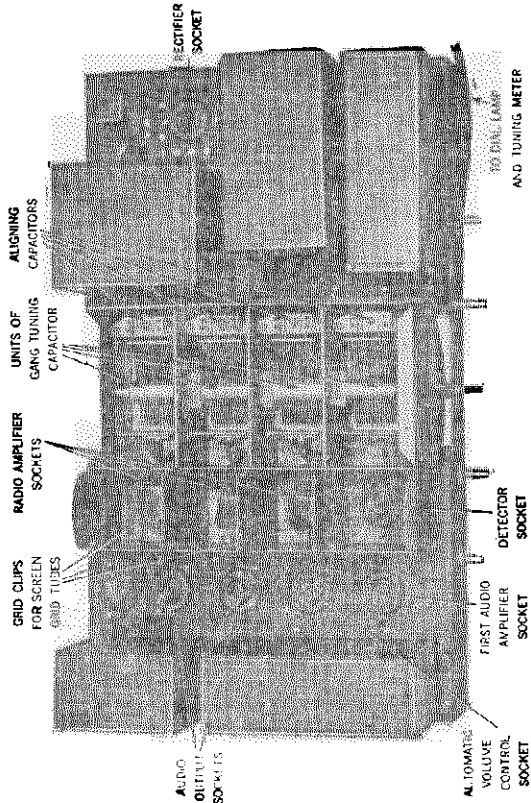 AUDIO
OUTPUT
SOCKETS
GRID CLIPS
FOR SCREEN
GRID TUBES
RADIO AMPLIFIER
SOCKETS
UNITS OF
GANG TUNING
CAPACITOR
ALIGNING
CAPACITORS
RECTIFIER
SOCKET
AUTOMATIC
VOLUME
CONTROL
SOCKET
FIRST AUDIO
AMPLIFIER
SOCKET
DETECTOR
SOCKET
TO DIAL LAMP
AND TUNING METER